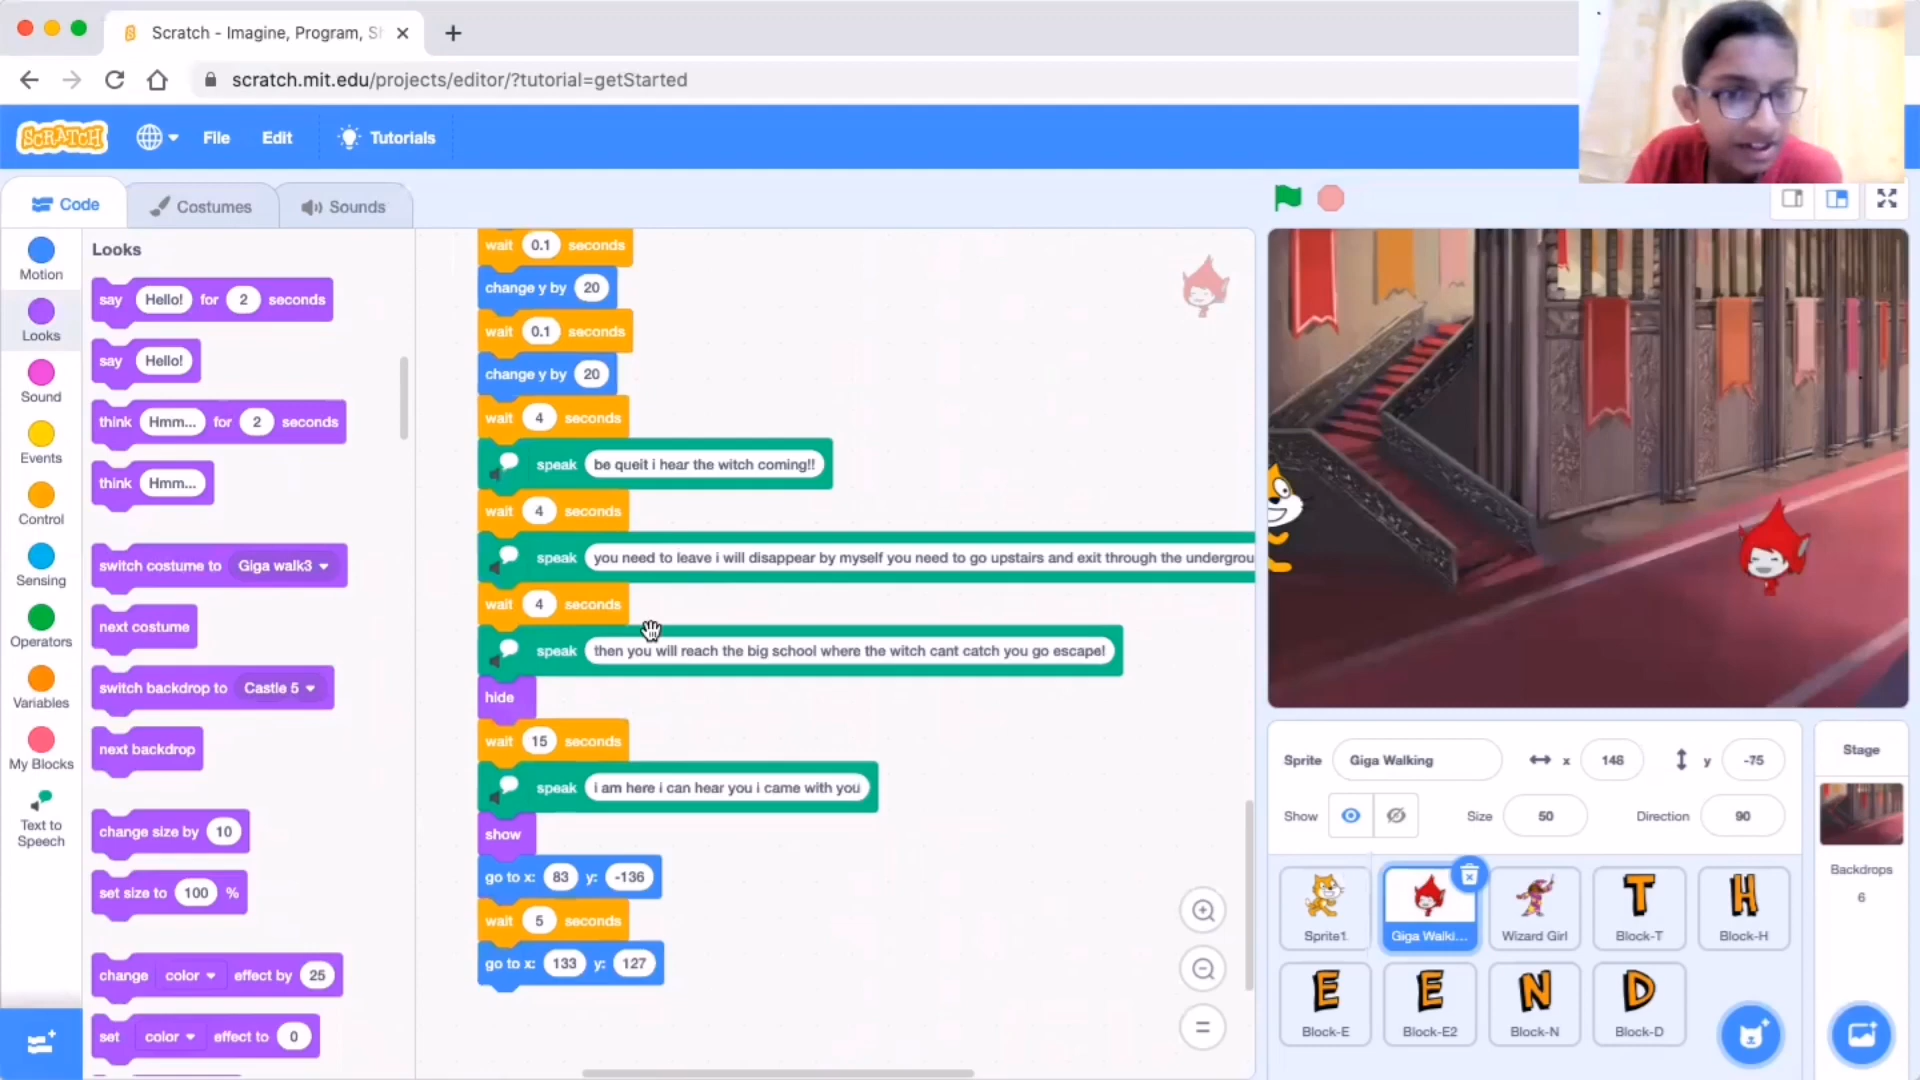 Scratch - Imagine, Program, Sh
scratch.mit.edu/projects/editor/?tutorial=getStarted
SCRATCH
File
Edit
Tutorials
Code
Costumes
Sounds
Motion
Looks
Sound
Events
Control
Sensing
Operators
Variables
My Blocks
Text to
Speech
Looks
say Hello! for 2 seconds
say Hello!
think Hmm... for 2 seconds
think Hmm...
switch costume to Giga walk3
next costume
switch backdrop to Castle 5
next backdrop
change size by 10
set size to 100 %
change color effect by 25
set color effect to 0
wait 0.1 seconds
change y by 20
wait 0.1 seconds
change y by 20
wait 4 seconds
speak be queit i hear the witch coming!!
wait 4 seconds
speak you need to leave i will disappear by myself you need to go upstairs and exit through the undergrou
wait 4 seconds
speak then you will reach the big school where the witch cant catch you go escape!
hide
wait 15 seconds
speak i am here i can hear you i came with you
show
go to x: 83 y: -136
wait 5 seconds
go to x: 133 y: 127
Sprite Giga Walking x 148 y -75
Show Size 50 Direction 90
Sprite1
Giga Walki...
Wizard Girl
T
Block-T
H
Block-H
E
Block-E
E
Block-E2
N
Block-N
D
Block-D
Stage
Backdrops
6